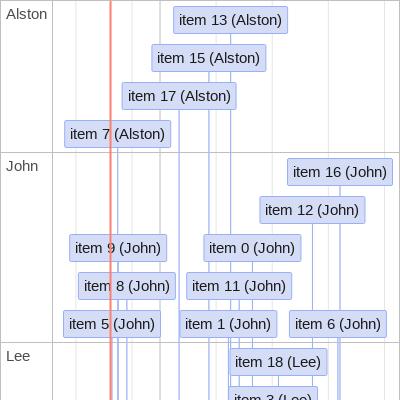 Alston
item 13 (Alston)
item 15 (Alston)
item 17 (Alston)
item 7 (Alston)
John
item 16 (John)
item 12 (John)
item 9 (John)
item 0 (John)
item 8 (John)
item 11 (John)
item 5 (John)
item 1 (John)
item 6 (John)
Lee
item 18 (Lee)
item 3 (Lee)